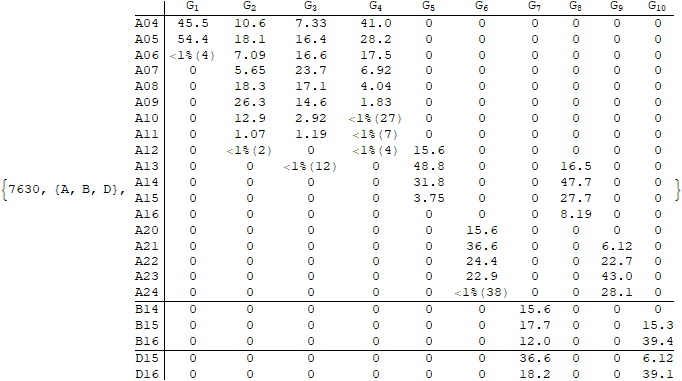 G1 G2 G3 G4 G5 G6 G7 G8 G9 G10
A04 45.5 10.6 7.33 41.0 0 0 0 0 0 0
A05 54.4 18.1 16.4 28.2 0 0 0 0 0 0
A06 <1%(4) 7.09 16.6 17.5 0 0 0 0 0 0
A07 0 5.65 23.7 6.92 0 0 0 0 0 0
A08 0 18.3 17.1 4.04 0 0 0 0 0 0
A09 0 26.3 14.6 1.83 0 0 0 0 0 0
A10 0 12.9 2.92 <1%(27) 0 0 0 0 0 0
A11 0 1.07 1.19 <1%(7) 0 0 0 0 0 0
A12 0 <1%(2) 0 <1%(4) 15.6 0 0 0 0 0
A13 0 0 <1%(12) 0 48.8 0 0 16.5 0 0
A14 0 0 0 0 31.8 0 0 47.7 0 0
{7630, {A, B, D}, A15 0 0 0 0 3.75 0 0 27.7 0 0 }
A16 0 0 0 0 0 0 0 8.19 0 0
A20 0 0 0 0 0 15.6 0 0 0 0
A21 0 0 0 0 0 36.6 0 0 6.12 0
A22 0 0 0 0 0 24.4 0 0 22.7 0
A23 0 0 0 0 0 22.9 0 0 43.0 0
A24 0 0 0 0 0 <1%(38) 0 0 28.1 0
B14 0 0 0 0 0 0 15.6 0 0 0
B15 0 0 0 0 0 0 17.7 0 0 15.3
B16 0 0 0 0 0 0 12.0 0 0 39.4
D15 0 0 0 0 0 0 36.6 0 0 6.12
D16 0 0 0 0 0 0 18.2 0 0 39.1